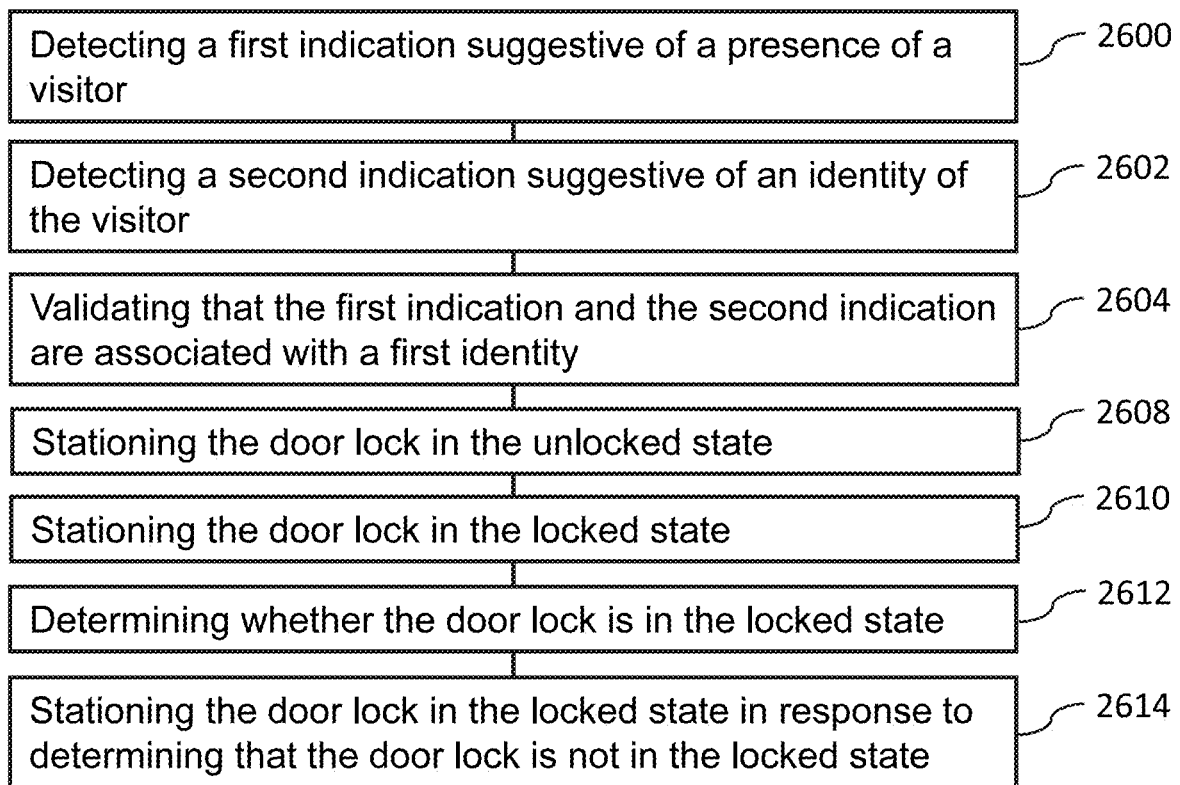 Detecting a first indication suggestive of a presence of a
visitor
2600
Detecting a second indication suggestive of an identity of
the visitor
2602
Validating that the first indication and the second indication
are associated with a first identity
2604
Stationing the door lock in the unlocked state
2608
Stationing the door lock in the locked state
2610
Determining whether the door lock is in the locked state
2612
Stationing the door lock in the locked state in response to
determining that the door lock is not in the locked state
2614